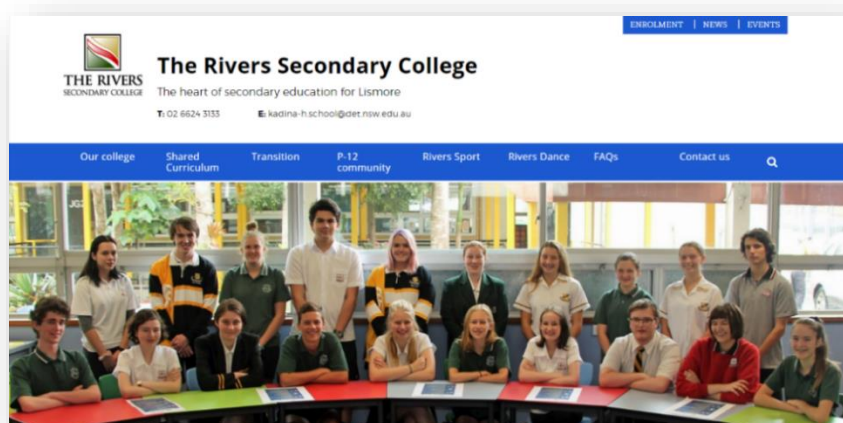 ENROLMENT | NEWS | EVENTS
THE RIVERS
SECONDARY COLLEGE
The Rivers Secondary College
The heart of secondary education for Lismore
T: 02 6624 3133 E: kadina-h.school@det.nsw.edu.au
Our college Shared Curriculum Transition P-12 community Rivers Sport Rivers Dance FAQs Contact us